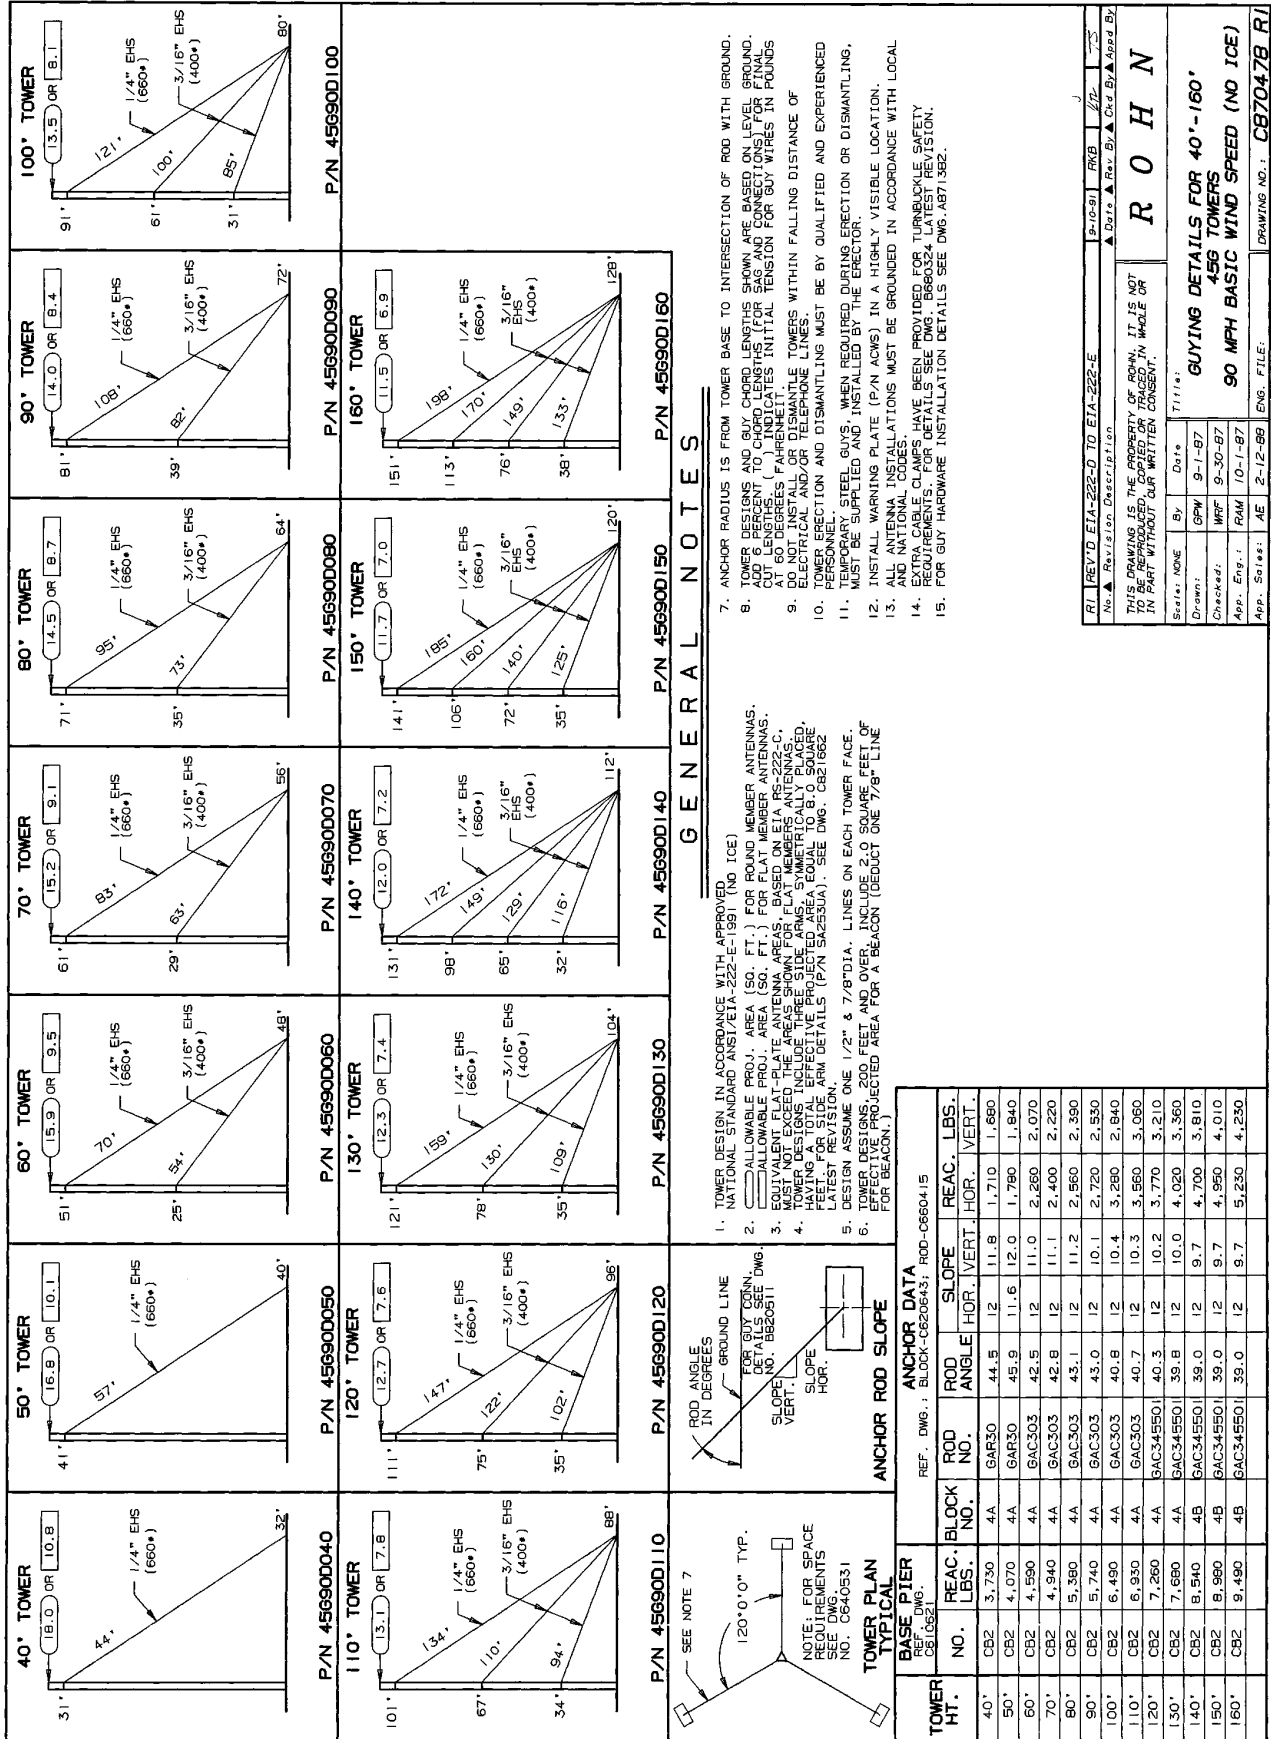 40' TOWER
18.0 OR 10.8
31'
44'
1/4" EHS
(660#)
32'
P/N 45G90D040
50' TOWER
16.8 OR 10.1
41'
57'
1/4" EHS
(660#)
40'
P/N 45G90D050
60' TOWER
15.9 OR 9.5
51'
25'
70'
54'
1/4" EHS
(660#)
3/16" EHS
(400#)
48'
P/N 45G90D060
70' TOWER
15.2 OR 9.1
61'
29'
83'
63'
1/4" EHS
(660#)
3/16" EHS
(400#)
56'
P/N 45G90D070
80' TOWER
14.5 OR 8.7
71'
35'
95'
73'
1/4" EHS
(660#)
3/16" EHS
(400#)
64'
P/N 45G90D080
90' TOWER
14.0 OR 8.4
81'
39'
108'
82'
1/4" EHS
(660#)
3/16" EHS
(400#)
72'
P/N 45G90D090
100' TOWER
13.5 OR 8.1
91'
61'
31'
121'
100'
85'
1/4" EHS
(660#)
3/16" EHS
(400#)
80'
P/N 45G90D100
110' TOWER
13.1 OR 7.8
101'
67'
34'
134'
110'
94'
1/4" EHS
(660#)
3/16" EHS
(400#)
88'
P/N 45G90D110
120' TOWER
12.7 OR 7.6
111'
75'
35'
147'
122'
102'
1/4" EHS
(660#)
3/16" EHS
(400#)
96'
P/N 45G90D120
130' TOWER
12.3 OR 7.4
121'
78'
35'
159'
130'
109'
1/4" EHS
(660#)
3/16" EHS
(400#)
104'
P/N 45G90D130
140' TOWER
12.0 OR 7.2
131'
98'
65'
32'
172'
149'
129'
116'
1/4" EHS
(660#)
3/16" EHS
(400#)
112'
P/N 45G90D140
150' TOWER
11.7 OR 7.0
141'
106'
72'
35'
185'
160'
140'
125'
1/4" EHS
(660#)
3/16" EHS
(400#)
120'
P/N 45G90D150
160' TOWER
11.5 OR 6.9
151'
113'
76'
38'
198'
170'
149'
133'
1/4" EHS
(660#)
3/16"
EHS
(400#)
128'
P/N 45G90D160
SEE NOTE 7
120°0'0" TYP.
NOTE: FOR SPACE
REQUIREMENTS
SEE DWG.
NO. C640531
TOWER PLAN
TYPICAL
ROD ANGLE
IN DEGREES
GROUND LINE
FOR GUY CONN.
DETAILS SEE DWG.
NO. B820511
SLOPE
VERT.
SLOPE
HOR.
ANCHOR ROD SLOPE
GENERAL NOTES
1. TOWER DESIGN IN ACCORDANCE WITH APPROVED
NATIONAL STANDARD ANSI/EIA-222-E-1991 (NO ICE)
2. ALLOWABLE PROJ. AREA (SQ. FT.) FOR ROUND MEMBER ANTENNAS.
ALLOWABLE PROJ. AREA (SQ. FT.) FOR FLAT MEMBER ANTENNAS.
3. EQUIVALENT FLAT-PLATE ANTENNA AREAS, BASED ON EIA RS-222-C,
MUST NOT EXCEED THE AREAS SHOWN FOR FLAT MEMBERS ANTENNAS.
4. TOWER DESIGNS INCLUDE THREE SIDE ARMS, SYMMETRICALLY PLACED,
HAVING A TOTAL EFFECTIVE PROJECTED AREA EQUAL TO 8.0 SQUARE
FEET. FOR SIDE ARM DETAILS (P/N SA253UA). SEE DWG. C821662
LATEST REVISION.
5. DESIGN ASSUME ONE 1/2" & 7/8"DIA. LINES ON EACH TOWER FACE.
6. TOWER DESIGNS, 200 FEET AND OVER, INCLUDE 2.0 SQUARE FEET OF
EFFECTIVE PROJECTED AREA FOR A BEACON (DEDUCT ONE 7/8" LINE
FOR BEACON.)
7. ANCHOR RADIUS IS FROM TOWER BASE TO INTERSECTION OF ROD WITH GROUND.
8. TOWER DESIGNS AND GUY CHORD LENGTHS SHOWN ARE BASED ON LEVEL GROUND.
ADD 6 PERCENT TO CHORD LENGTHS (FOR SAG AND CONNECTIONS) FOR FINAL
CUT LENGTHS. ( ) INDICATES INITIAL TENSION FOR GUY WIRES IN POUNDS
AT 60 DEGREES FAHRENHEIT.
9. DO NOT INSTALL OR DISMANTLE TOWERS WITHIN FALLING DISTANCE OF
ELECTRICAL AND/OR TELEPHONE LINES.
10. TOWER ERECTION AND DISMANTLING MUST BE BY QUALIFIED AND EXPERIENCED
PERSONNEL.
11. TEMPORARY STEEL GUYS, WHEN REQUIRED DURING ERECTION OR DISMANTLING,
MUST BE SUPPLIED AND INSTALLED BY THE ERECTOR.
12. INSTALL WARNING PLATE (P/N ACWS) IN A HIGHLY VISIBLE LOCATION.
13. ALL ANTENNA INSTALLATIONS MUST BE GROUNDED IN ACCORDANCE WITH LOCAL
AND NATIONAL CODES.
14. EXTRA CABLE CLAMPS HAVE BEEN PROVIDED FOR TURNBUCKLE SAFETY
REQUIREMENTS. FOR DETAILS SEE DWG. B680324 LATEST REVISION.
15. FOR GUY HARDWARE INSTALLATION DETAILS SEE DWG. A871382.
TOWER HT. BASE PIER REF. DWG. C610621 ANCHOR DATA
REF. DWG.: BLOCK-C620643; ROD-C660415
NO. REAC. LBS. BLOCK NO. ROD NO. ROD ANGLE SLOPE HOR. VERT. REAC. LBS. HOR. VERT.
40' CB2 3,730 4A GAR30 44.5 12 11.8 1,710 1,680
50' CB2 4,070 4A GAR30 45.9 11.6 12.0 1,780 1,840
60' CB2 4,590 4A GAC303 42.5 12 11.0 2,260 2,070
70' CB2 4,940 4A GAC303 42.8 12 11.1 2,400 2,220
80' CB2 5,380 4A GAC303 43.1 12 11.2 2,560 2,390
90' CB2 5,740 4A GAC303 43.0 12 10.1 2,720 2,530
100' CB2 6,490 4A GAC303 40.8 12 10.4 3,280 2,840
110' CB2 6,930 4A GAC303 40.7 12 10.3 3,560 3,060
120' CB2 7,260 4A GAC345501 40.3 12 10.2 3,770 3,210
130' CB2 7,680 4A GAC345501 39.8 12 10.0 4,020 3,360
140' CB2 8,540 4B GAC345501 39.0 12 9.7 4,700 3,810
150' CB2 8,980 4B GAC345501 39.0 12 9.7 4,950 4,010
160' CB2 9,490 4B GAC345501 39.0 12 9.7 5,230 4,230
R1 REV'D EIA-222-D TO EIA-222-E 9-10-91 RKB
No. ▲ Revision Description ▲ Date ▲ Rev By ▲ Ckd By ▲ Appd By
THIS DRAWING IS THE PROPERTY OF ROHN. IT IS NOT
TO BE REPRODUCED, COPIED OR TRACED IN WHOLE OR
IN PART WITHOUT OUR WRITTEN CONSENT.
ROHN
Scale: NONE By Date
Drawn: GPW 9-1-87
Checked: WRF 9-30-87
App. Eng.: RAM 10-1-87
App. Sales: AE 2-12-88
Title:
GUYING DETAILS FOR 40'-160'
45G TOWERS
90 MPH BASIC WIND SPEED (NO ICE)
ENG. FILE: DRAWING NO.: C870478 R1